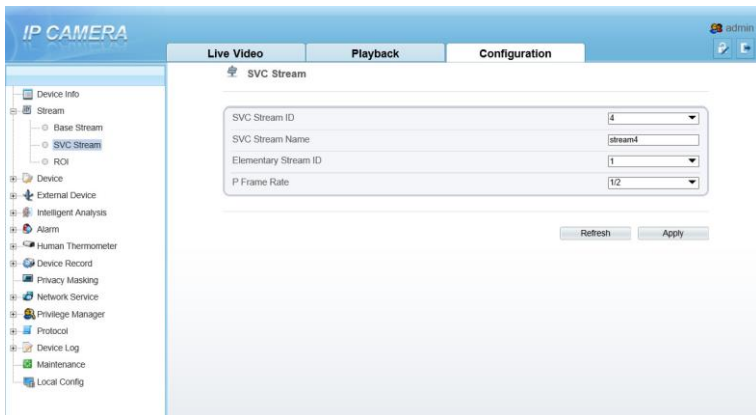 IP CAMERA
admin
Live Video Playback Configuration
SVC Stream
Device Info
Stream
Base Stream
SVC Stream
ROI
Device
External Device
Intelligent Analysis
Alarm
Human Thermometer
Device Record
Privacy Masking
Network Service
Privilege Manager
Protocol
Device Log
Maintenance
Local Config
SVC Stream ID 4
SVC Stream Name stream4
Elementary Stream ID 1
P Frame Rate 1/2
Refresh Apply